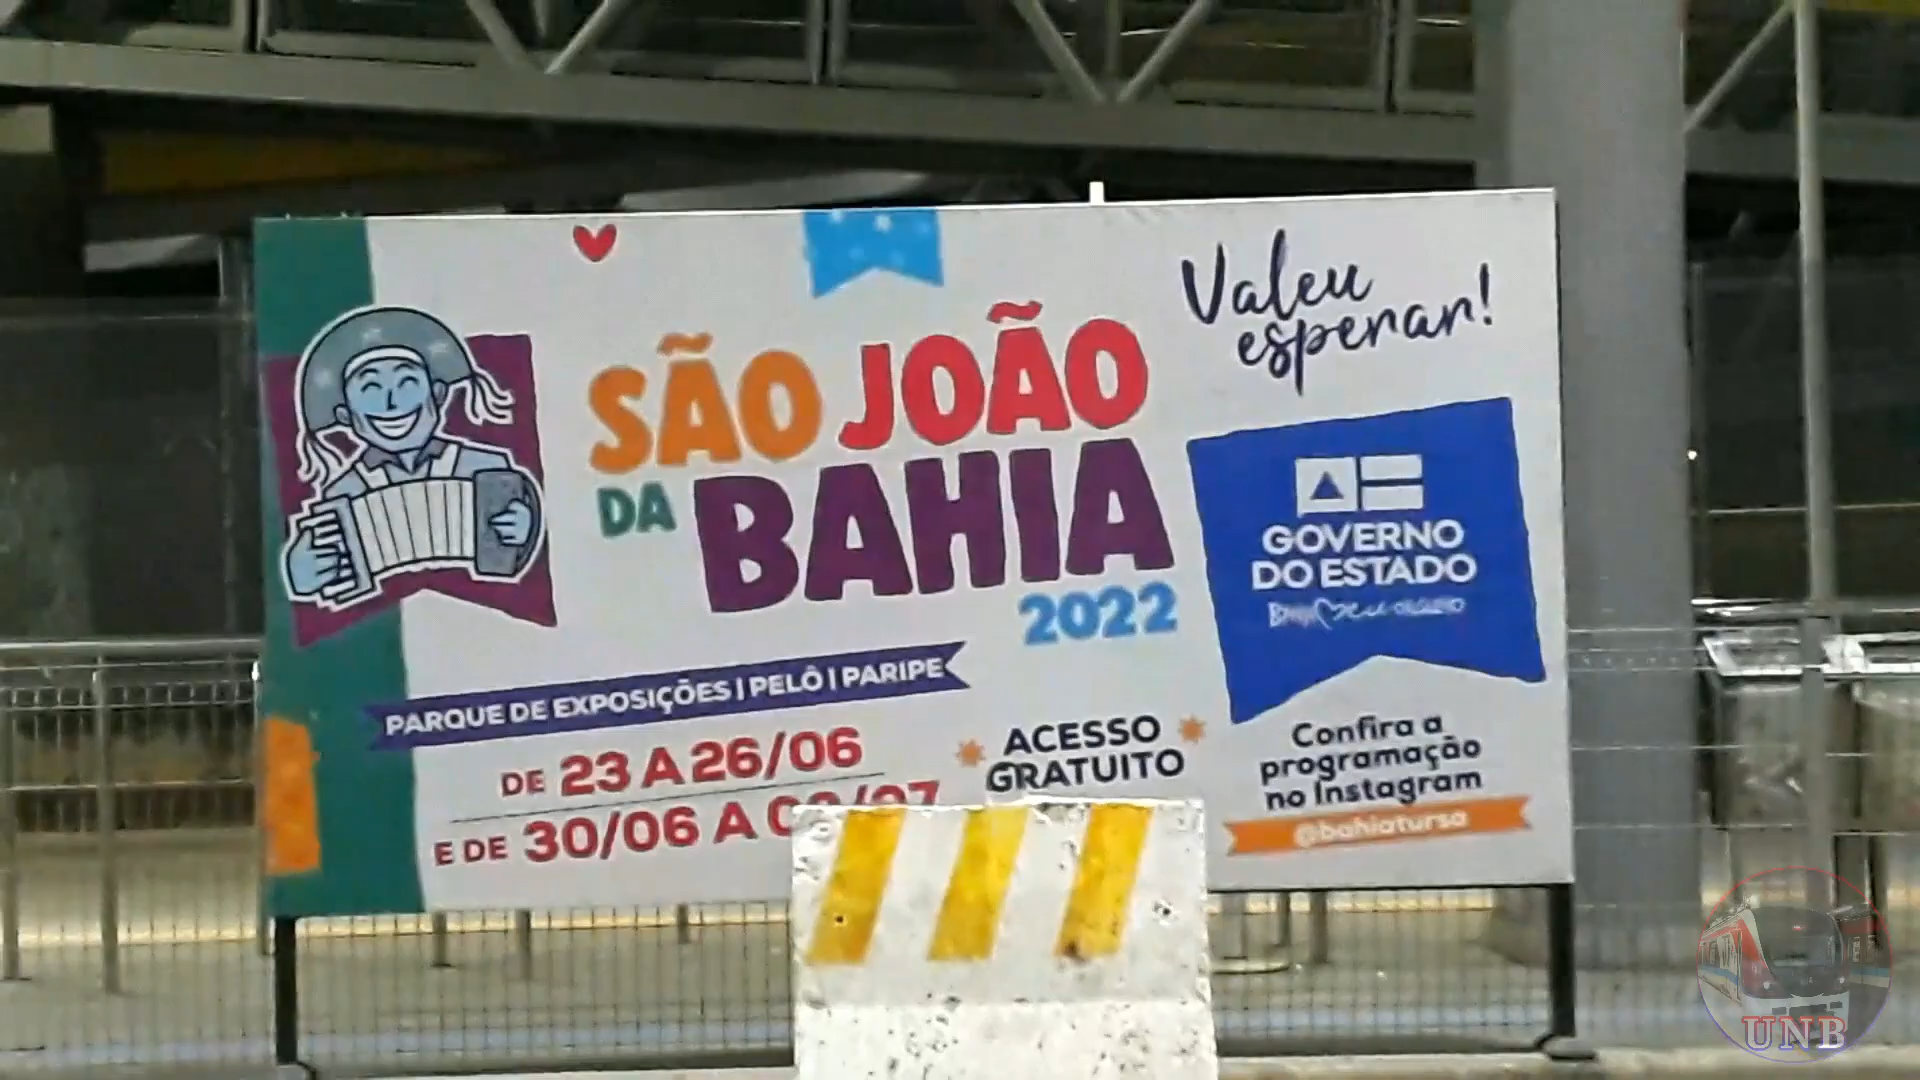 Valeu
esperar!
SÃO JOÃO
DA BAHIA
2022
GOVERNO
DO ESTADO
PARQUE DE EXPOSIÇÕES | PELÔ | PARIPE
DE 23 A 26/06
E DE 30/06 A
ACESSO
GRATUITO
Confira a
programação
no Instagram
@bahiatursa
UNB